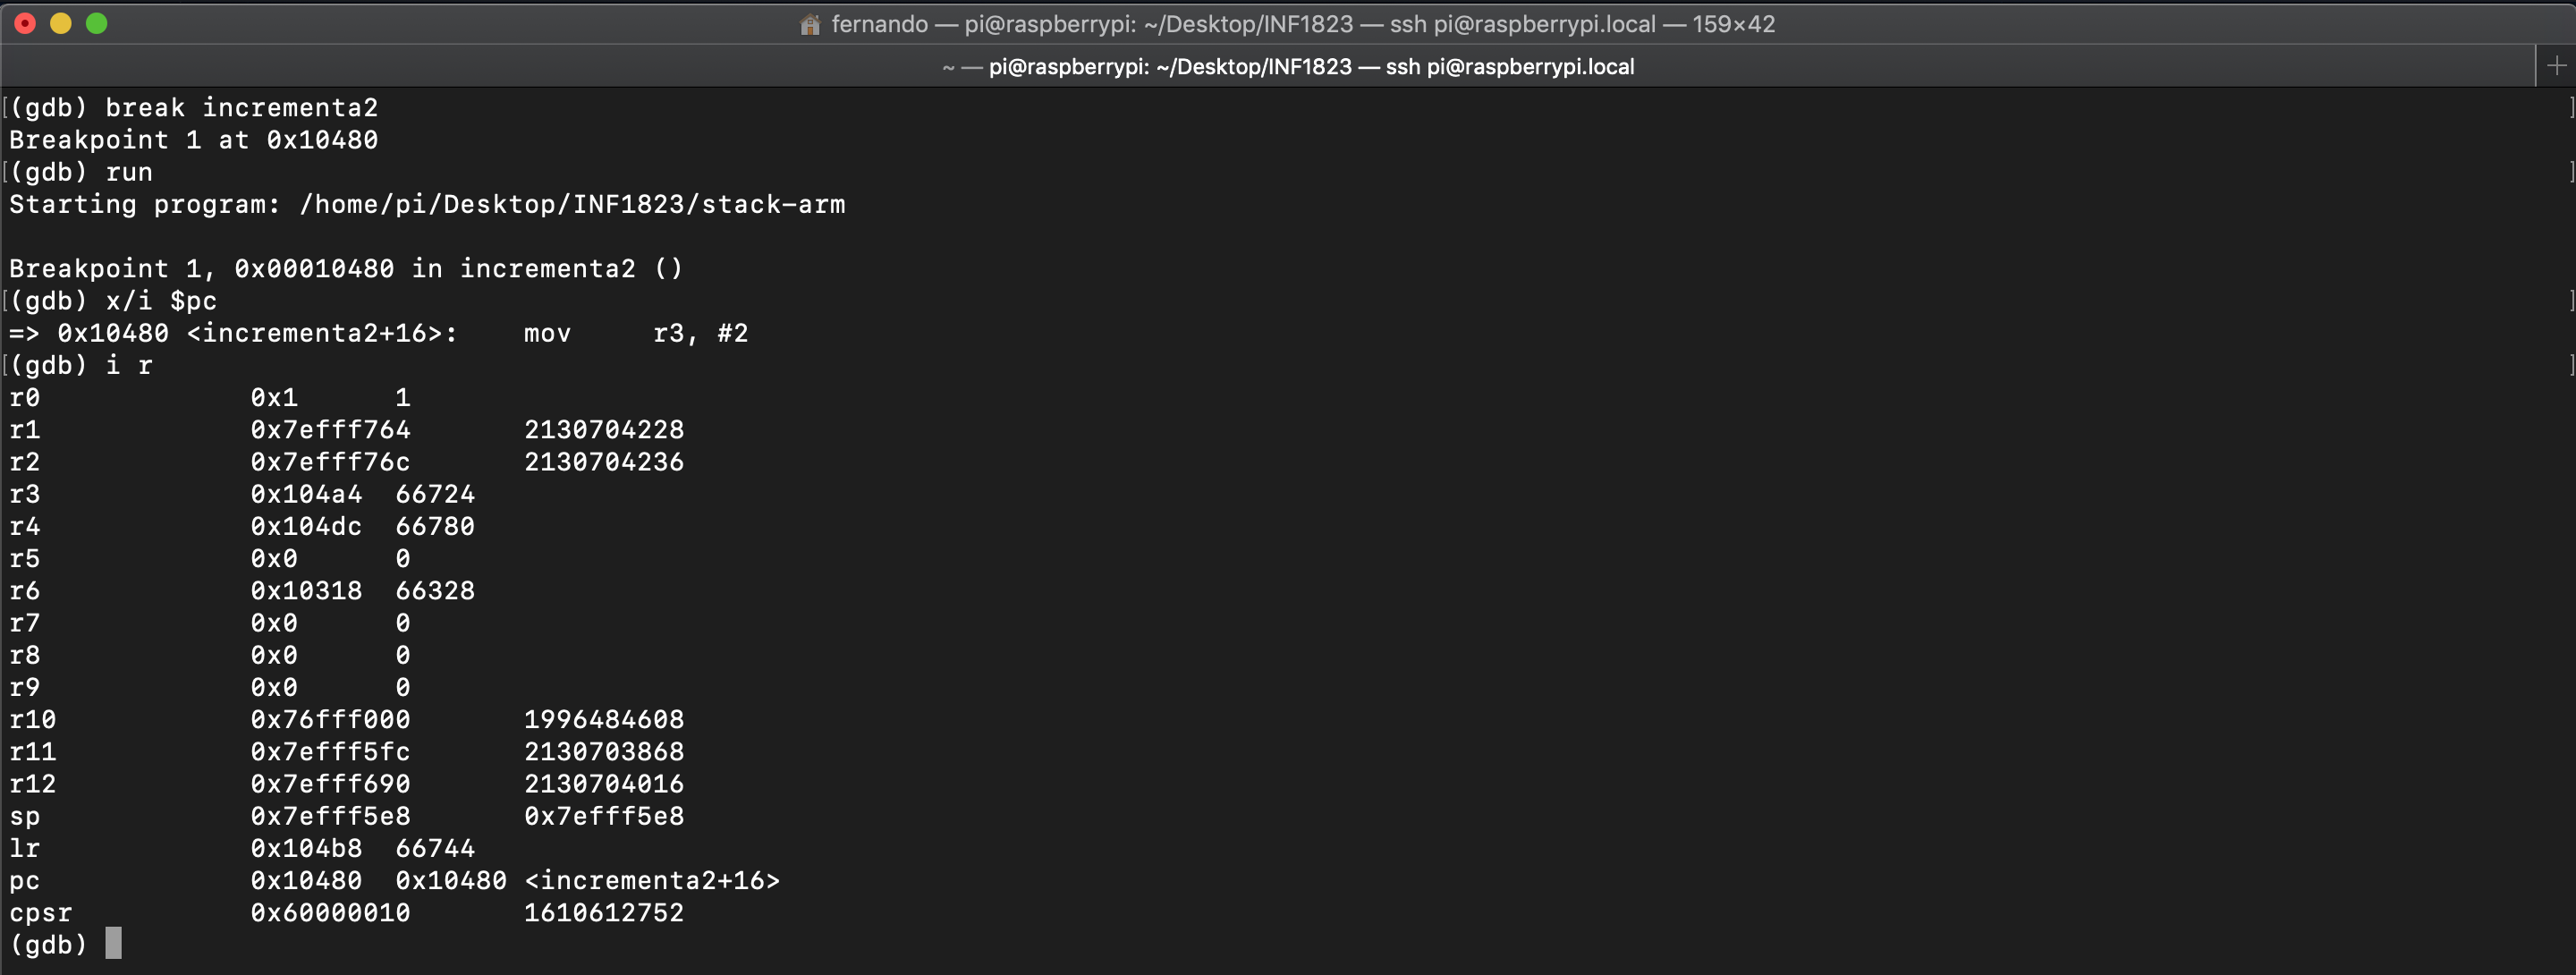 fernando — pi@raspberrypi: ~/Desktop/INF1823 — ssh pi@raspberrypi.local — 159×42
~ — pi@raspberrypi: ~/Desktop/INF1823 — ssh pi@raspberrypi.local
[(gdb) break incrementa2 ]
Breakpoint 1 at 0x10480
[(gdb) run ]
Starting program: /home/pi/Desktop/INF1823/stack-arm

Breakpoint 1, 0x00010480 in incrementa2 ()
[(gdb) x/i $pc ]
=> 0x10480 <incrementa2+16>:    mov     r3, #2
[(gdb) i r ]
r0             0x1      1
r1             0x7efff764       2130704228
r2             0x7efff76c       2130704236
r3             0x104a4  66724
r4             0x104dc  66780
r5             0x0      0
r6             0x10318  66328
r7             0x0      0
r8             0x0      0
r9             0x0      0
r10            0x76fff000       1996484608
r11            0x7efff5fc       2130703868
r12            0x7efff690       2130704016
sp             0x7efff5e8       0x7efff5e8
lr             0x104b8  66744
pc             0x10480  0x10480 <incrementa2+16>
cpsr           0x60000010       1610612752
(gdb)